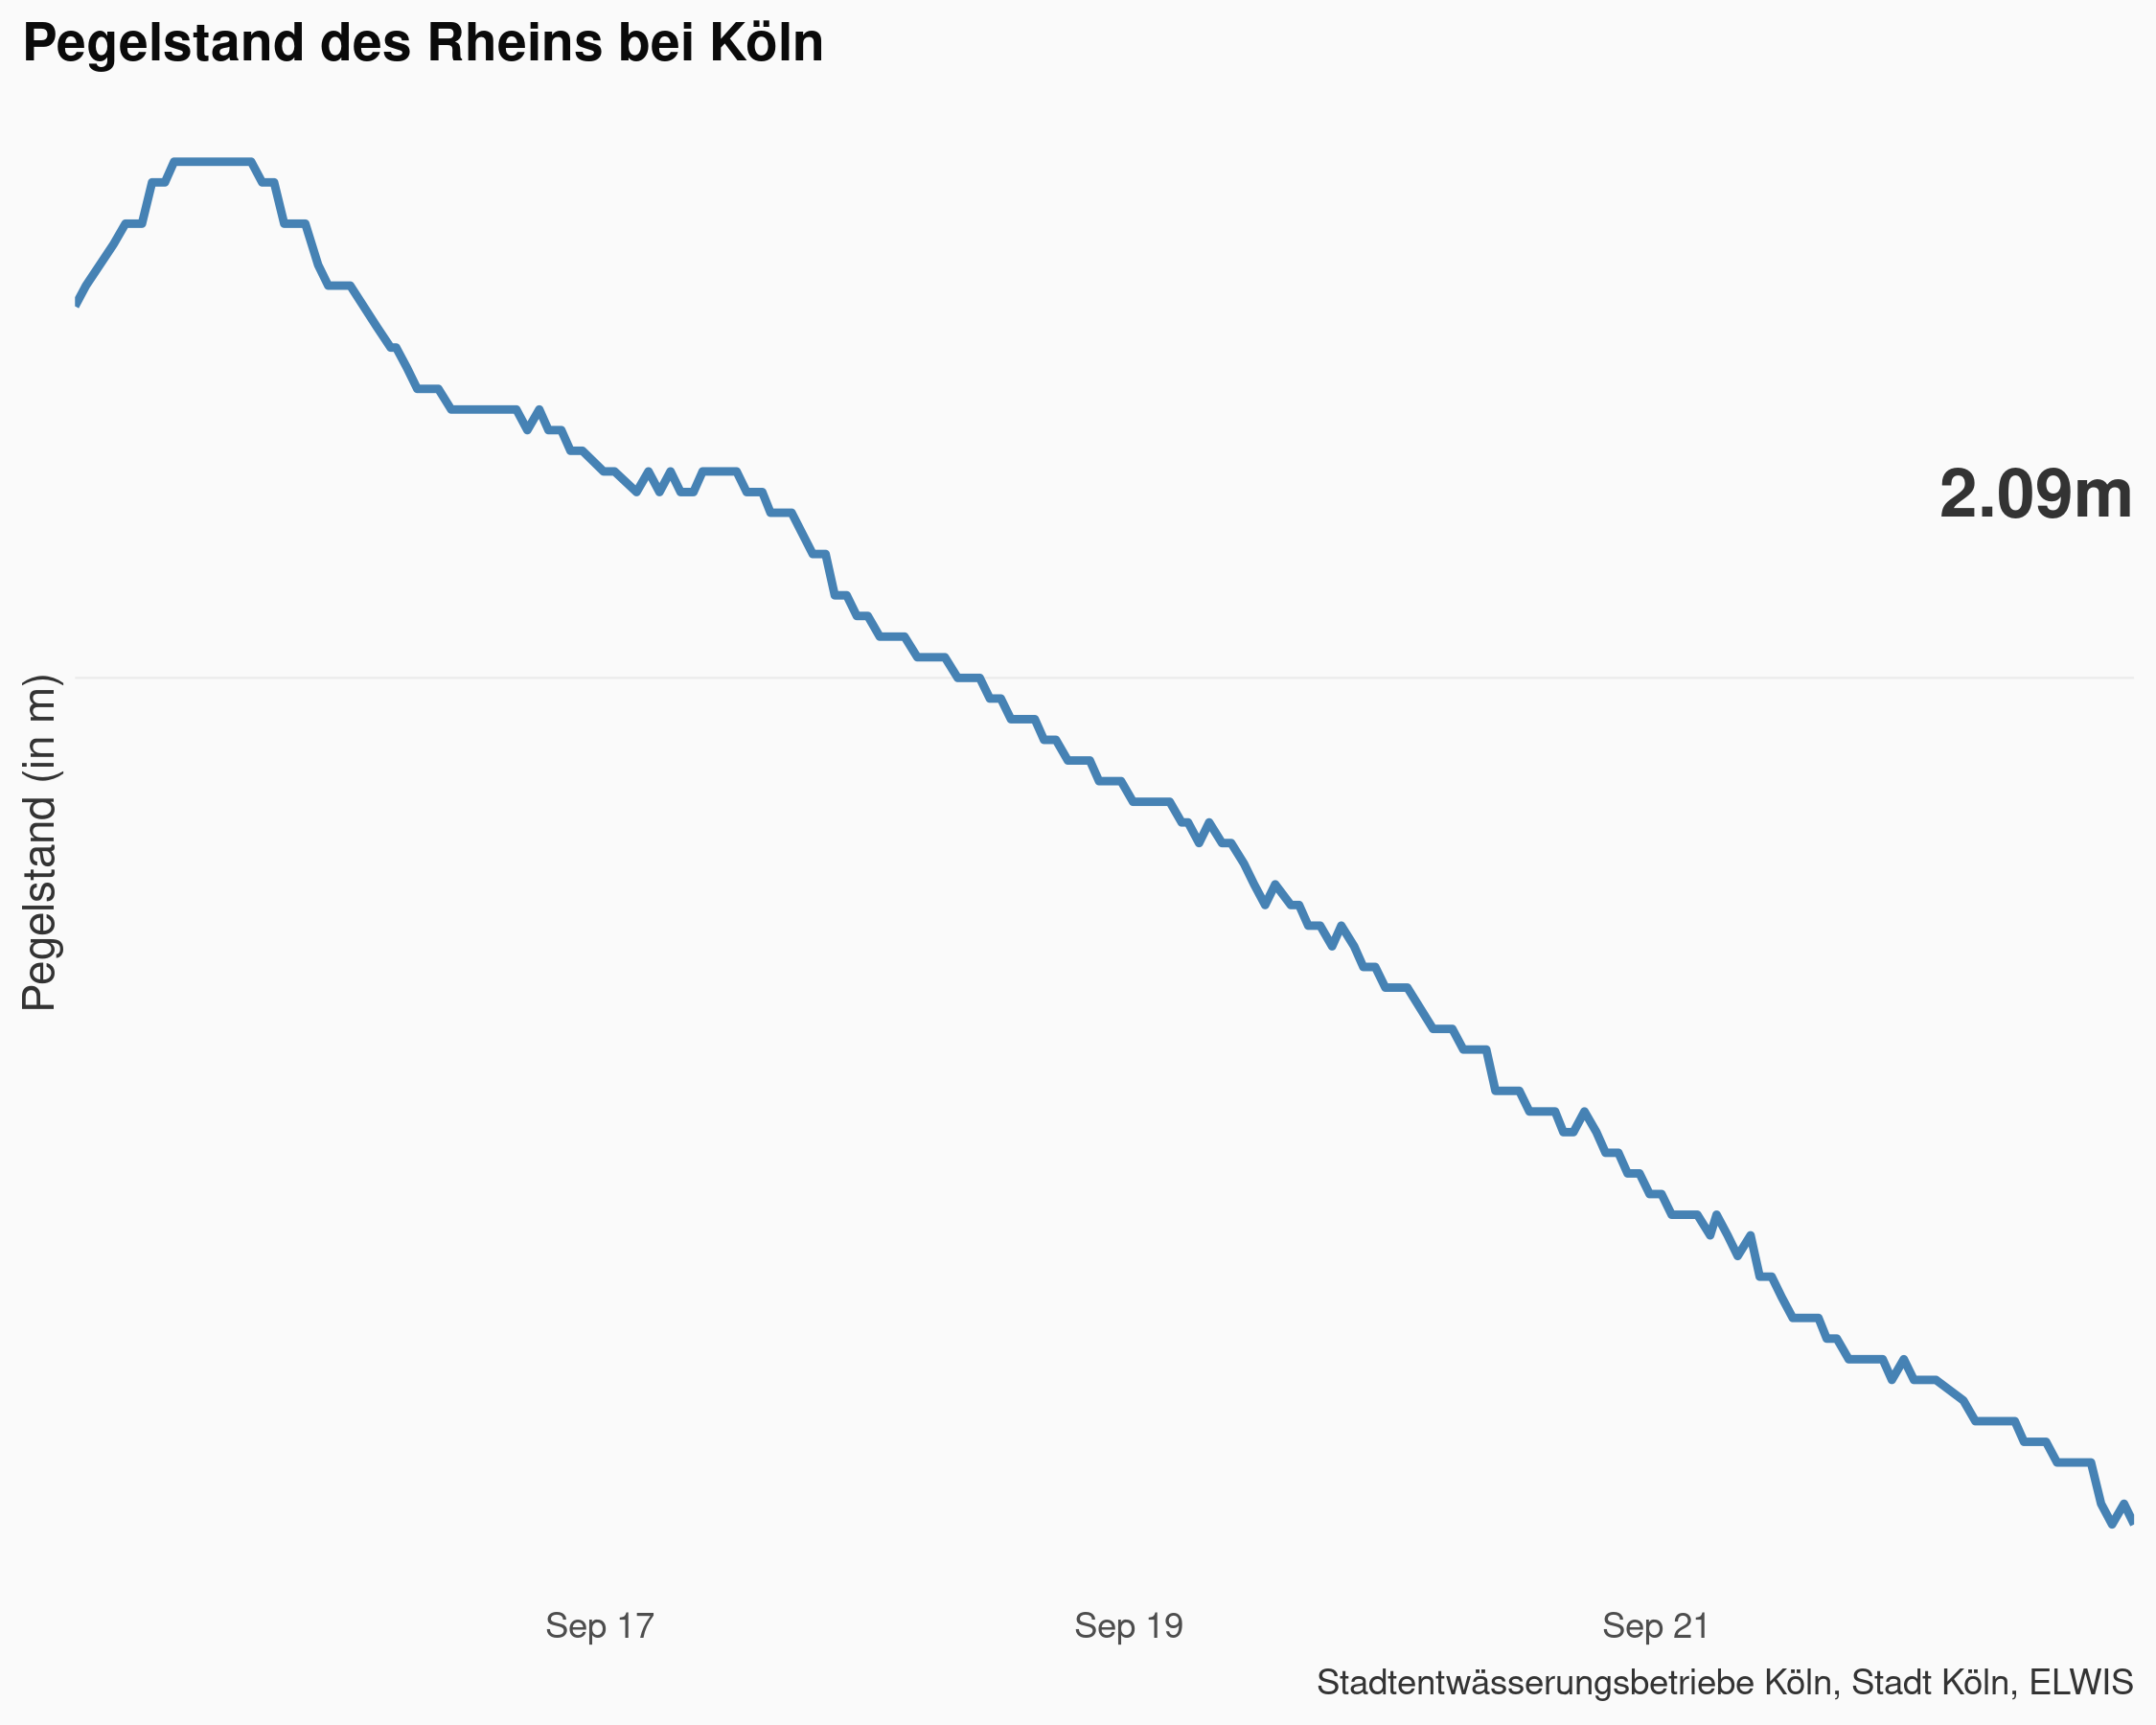 Pegelstand des Rheins bei Köln
2.09m
Pegelstand (in m)
Sep 17
Sep 19
Sep 21
Stadtentwässerungsbetriebe Köln, Stadt Köln, ELWIS